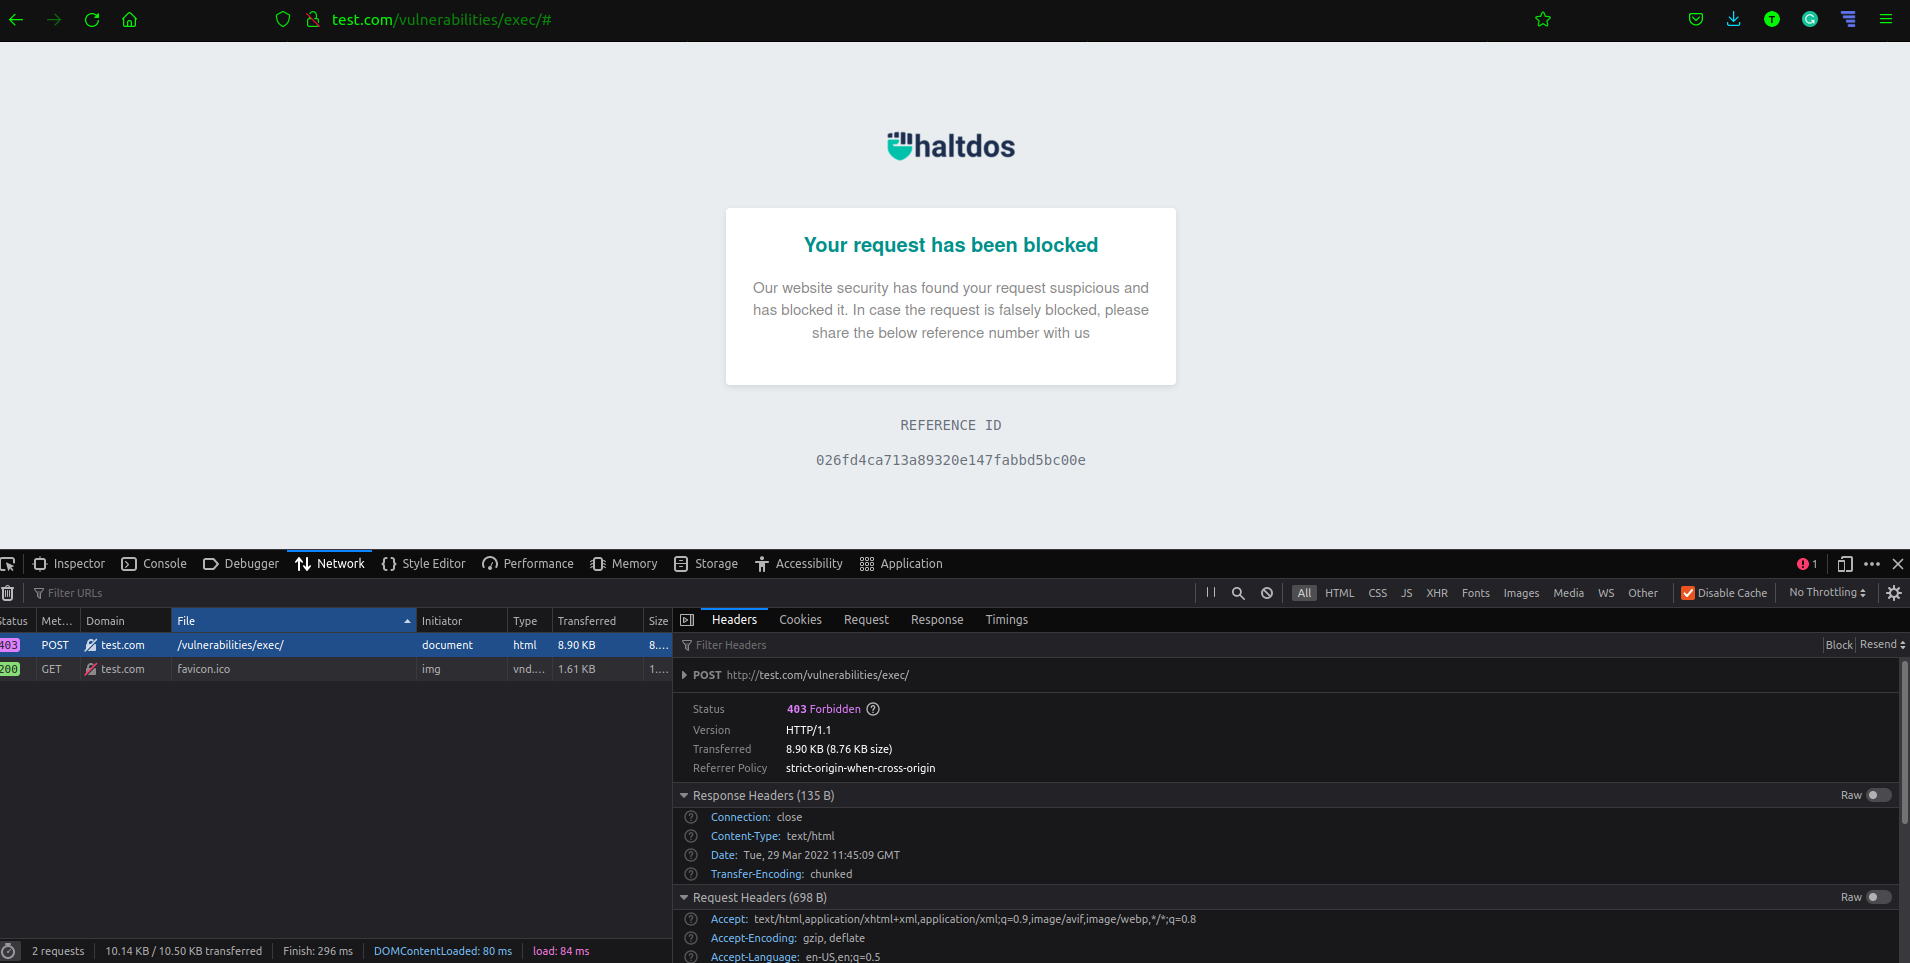 test.com/vulnerabilities/exec/#
haltdos
Your request has been blocked
Our website security has found your request suspicious and
has blocked it. In case the request is falsely blocked, please
share the below reference number with us
REFERENCE ID
026fd4ca713a89320e147fabbd5bc00e
Inspector Console Debugger Network Style Editor Performance Memory Storage Accessibility Application 1
Filter URLs All HTML CSS JS XHR Fonts Images Media WS Other Disable Cache No Throttling
Status Met... Domain File Initiator Type Transferred Size
403 POST test.com /vulnerabilities/exec/ document html 8.90 KB 8....
200 GET test.com favicon.ico img vnd.... 1.61 KB 1....
2 requests 10.14 KB / 10.50 KB transferred Finish: 296 ms DOMContentLoaded: 80 ms load: 84 ms
Headers Cookies Request Response Timings
Filter Headers Block Resend
POST http://test.com/vulnerabilities/exec/
Status 403 Forbidden
Version HTTP/1.1
Transferred 8.90 KB (8.76 KB size)
Referrer Policy strict-origin-when-cross-origin
Response Headers (135 B) Raw
Connection: close
Content-Type: text/html
Date: Tue, 29 Mar 2022 11:45:09 GMT
Transfer-Encoding: chunked
Request Headers (698 B) Raw
Accept: text/html,application/xhtml+xml,application/xml;q=0.9,image/avif,image/webp,*/*;q=0.8
Accept-Encoding: gzip, deflate
Accept-Language: en-US,en;q=0.5